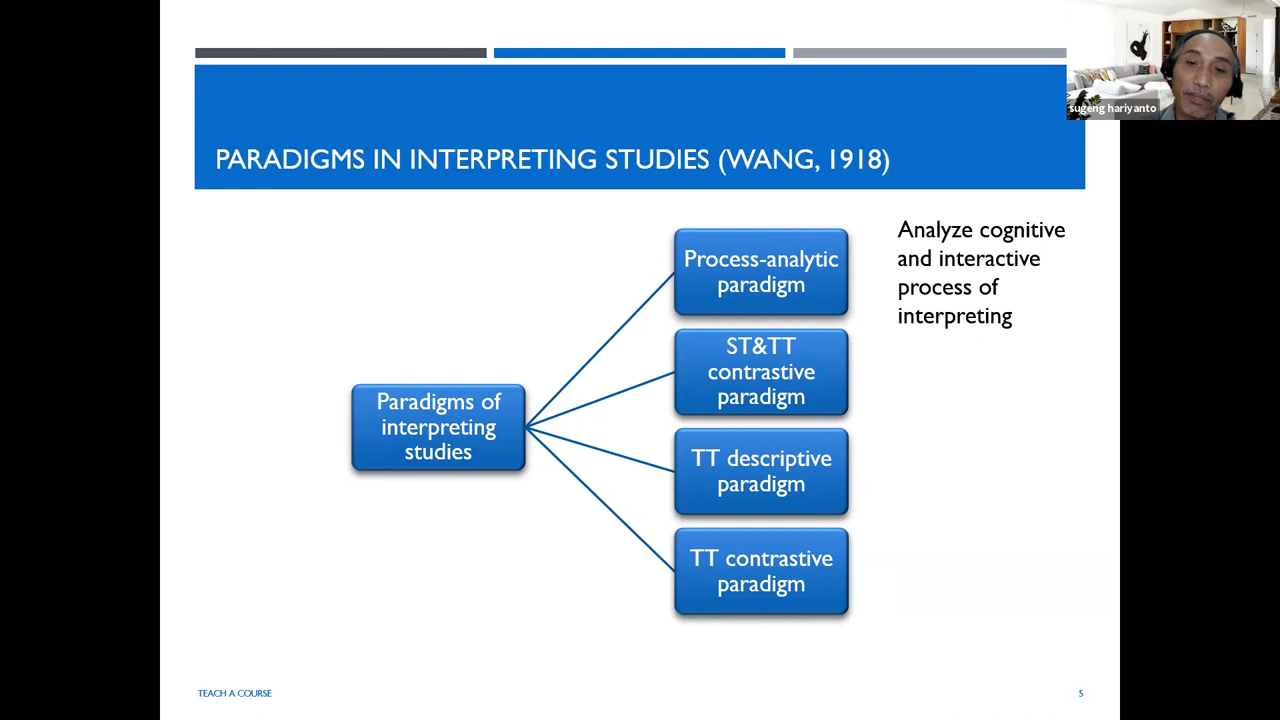 sugeng hariyanto
PARADIGMS IN INTERPRETING STUDIES (WANG, 1918)
Paradigms of
interpreting
studies
Process-analytic
paradigm
ST&TT
contrastive
paradigm
TT descriptive
paradigm
TT contrastive
paradigm
Analyze cognitive
and interactive
process of
interpreting
TEACH A COURSE
5